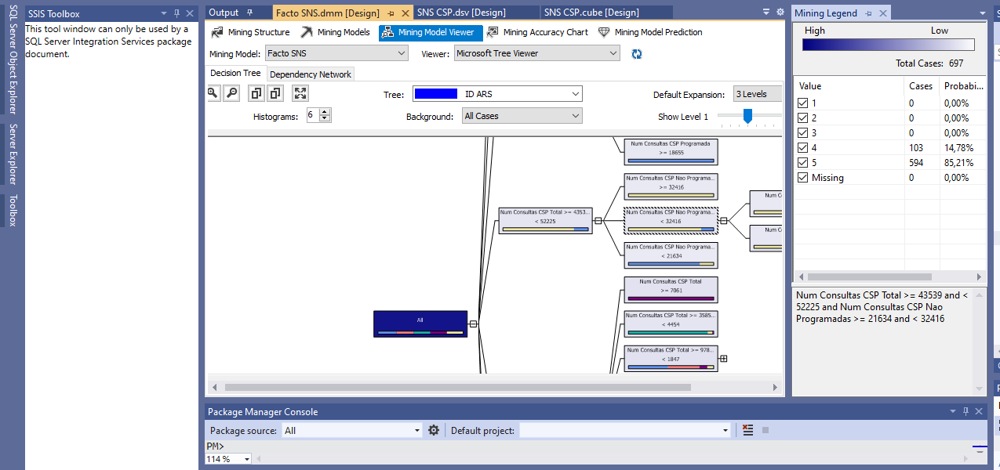 SQL Server Object Explorer
Server Explorer
Toolbox
SSIS Toolbox
This tool window can only be used by a
SQL Server Integration Services package
document.
Output
Facto SNS.dmm [Design]
SNS CSP.dsv [Design]
SNS CSP.cube [Design]
Mining Structure
Mining Models
Mining Model Viewer
Mining Accuracy Chart
Mining Model Prediction
Mining Model:
Facto SNS
Viewer:
Microsoft Tree Viewer
Decision Tree
Dependency Network
Tree:
ID ARS
Default Expansion:
3 Levels
Histograms:
6
Background:
All Cases
Show Level 1
Num Consultas CSP Programada
>= 18655
Num Consultas CSP Nao Programa...
>= 32416
Num Consultas CSP Total >= 4353...
< 52225
Num Consultas CSP Nao Programa...
< 32416
Num C
Num C
Num Consultas CSP Nao Programa...
< 21634
Num Consultas CSP Total
>= 7061
All
Num Consultas CSP Total >= 3585...
< 4454
Num Consultas CSP Total >= 978...
< 1847
Mining Legend
High
Low
Total Cases: 697
Value Cases Probabi...
1 0 0,00%
2 0 0,00%
3 0 0,00%
4 103 14,78%
5 594 85,21%
Missing 0 0,00%
Num Consultas CSP Total >= 43539 and <
52225 and Num Consultas CSP Nao
Programadas >= 21634 and < 32416
Package Manager Console
Package source: All
Default project:
PM>
114 %